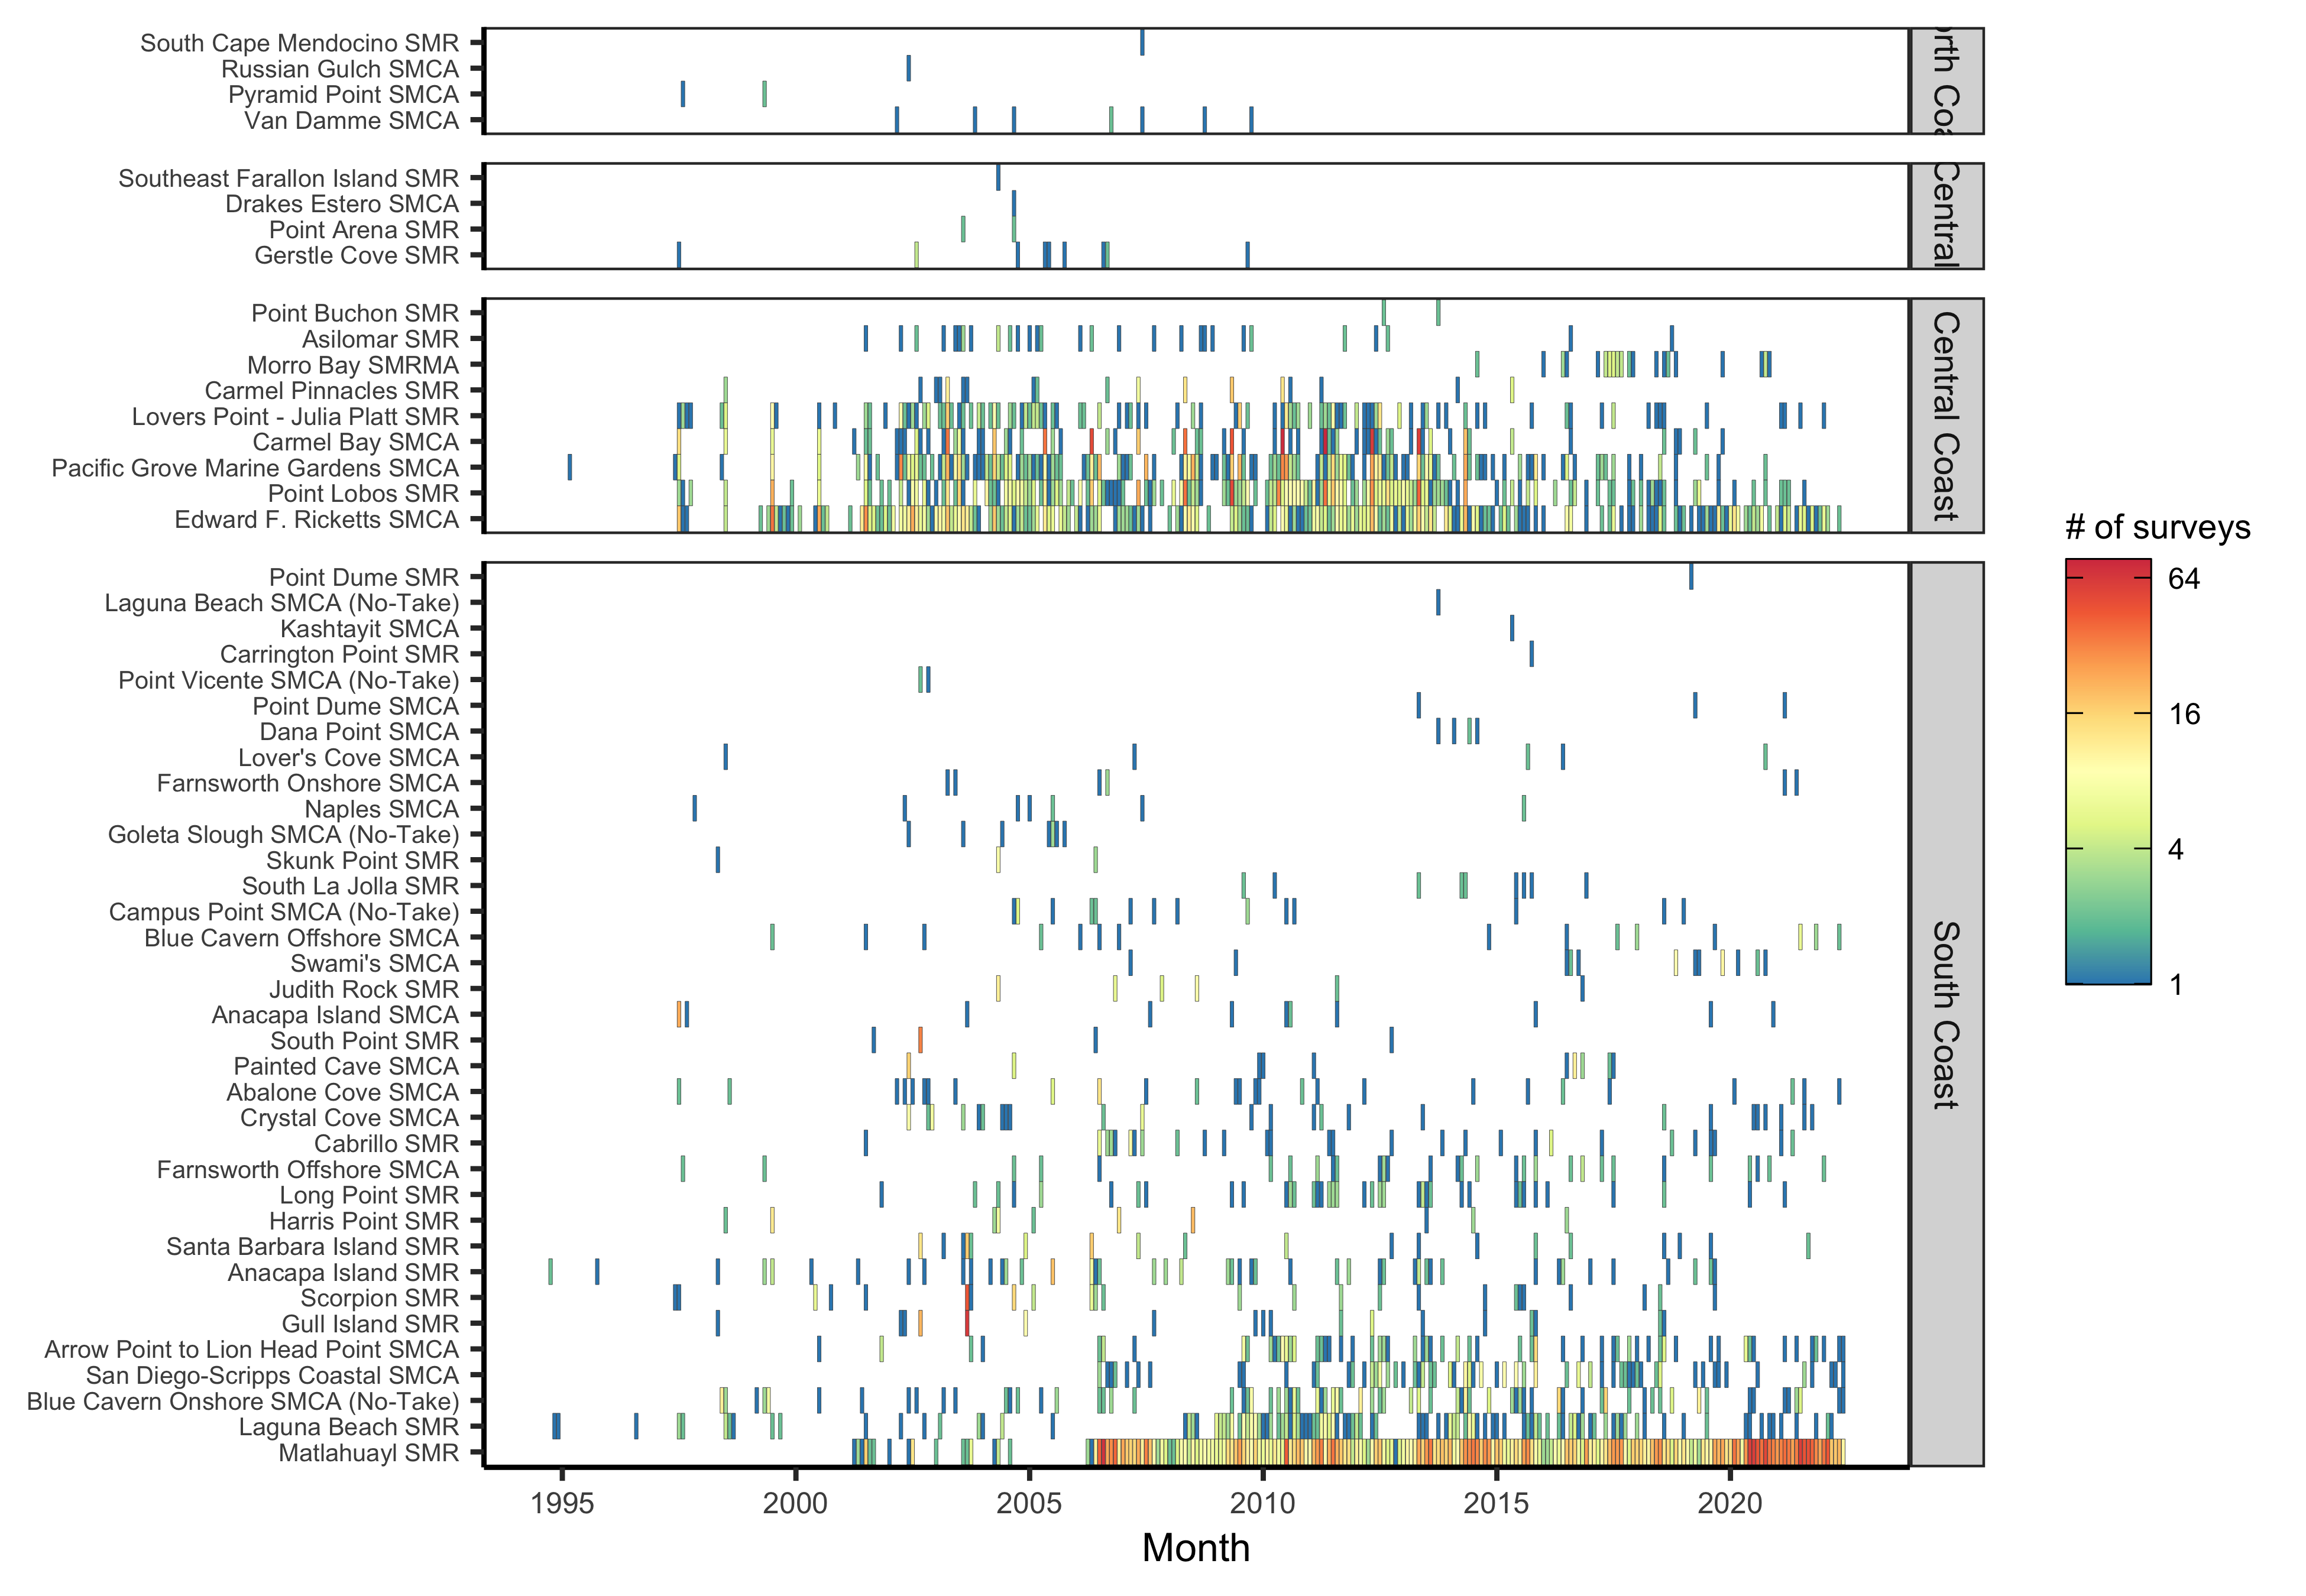 South Cape Mendocino SMR
Russian Gulch SMCA
Pyramid Point SMCA
Van Damme SMCA
Southeast Farallon Island SMR
Drakes Estero SMCA
Point Arena SMR
Gerstle Cove SMR
Central
Point Buchon SMR
Asilomar SMR
Morro Bay SMRMA
Carmel Pinnacles SMR
Lovers Point - Julia Platt SMR
Carmel Bay SMCA
Pacific Grove Marine Gardens SMCA
Point Lobos SMR
Edward F. Ricketts SMCA
Central Coast
Point Dume SMR
Laguna Beach SMCA (No-Take)
Kashtayit SMCA
Carrington Point SMR
Point Vicente SMCA (No-Take)
Point Dume SMCA
Dana Point SMCA
Lover's Cove SMCA
Farnsworth Onshore SMCA
Naples SMCA
Goleta Slough SMCA (No-Take)
Skunk Point SMR
South La Jolla SMR
Campus Point SMCA (No-Take)
Blue Cavern Offshore SMCA
Swami's SMCA
Judith Rock SMR
Anacapa Island SMCA
South Point SMR
Painted Cave SMCA
Abalone Cove SMCA
Crystal Cove SMCA
Cabrillo SMR
Farnsworth Offshore SMCA
Long Point SMR
Harris Point SMR
Santa Barbara Island SMR
Anacapa Island SMR
Scorpion SMR
Gull Island SMR
Arrow Point to Lion Head Point SMCA
San Diego-Scripps Coastal SMCA
Blue Cavern Onshore SMCA (No-Take)
Laguna Beach SMR
Matlahuayl SMR
South Coast
1995 2000 2005 2010 2015 2020
Month
# of surveys
64
16
4
1